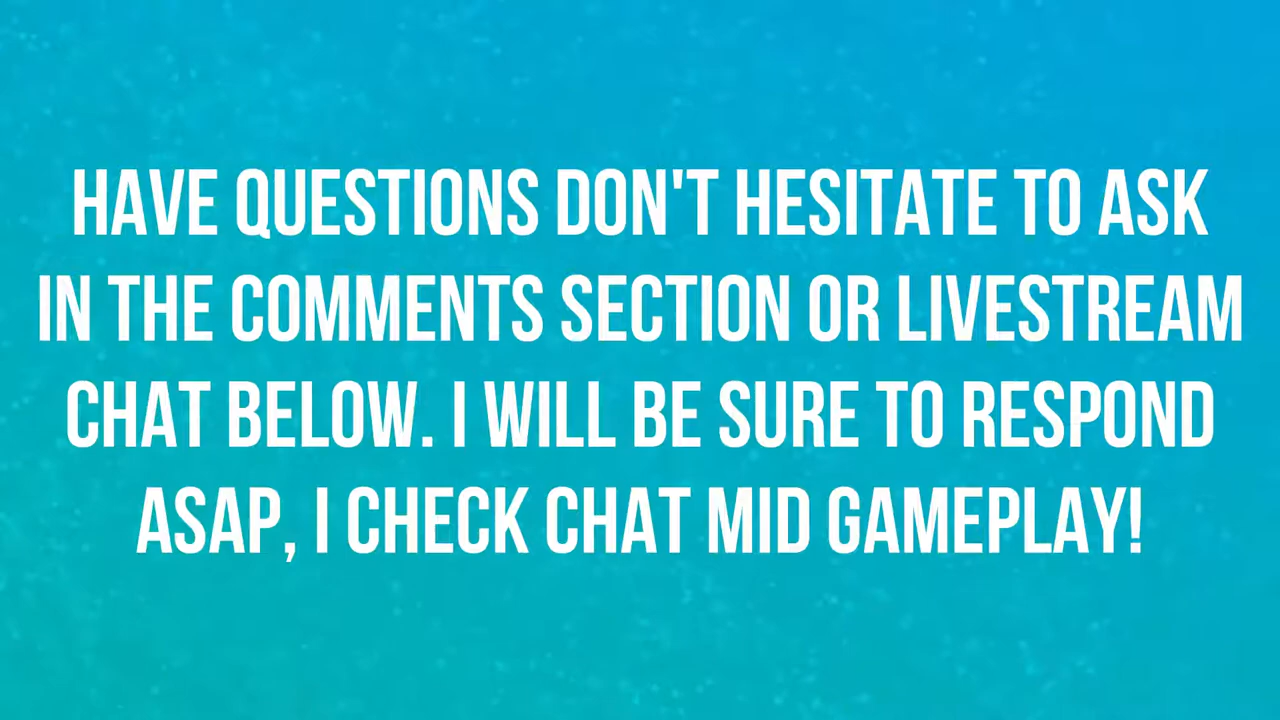 HAVE QUESTIONS DON'T HESITATE TO ASK
IN THE COMMENTS SECTION OR LIVESTREAM
CHAT BELOW. I WILL BE SURE TO RESPOND
ASAP, I CHECK CHAT MID GAMEPLAY!